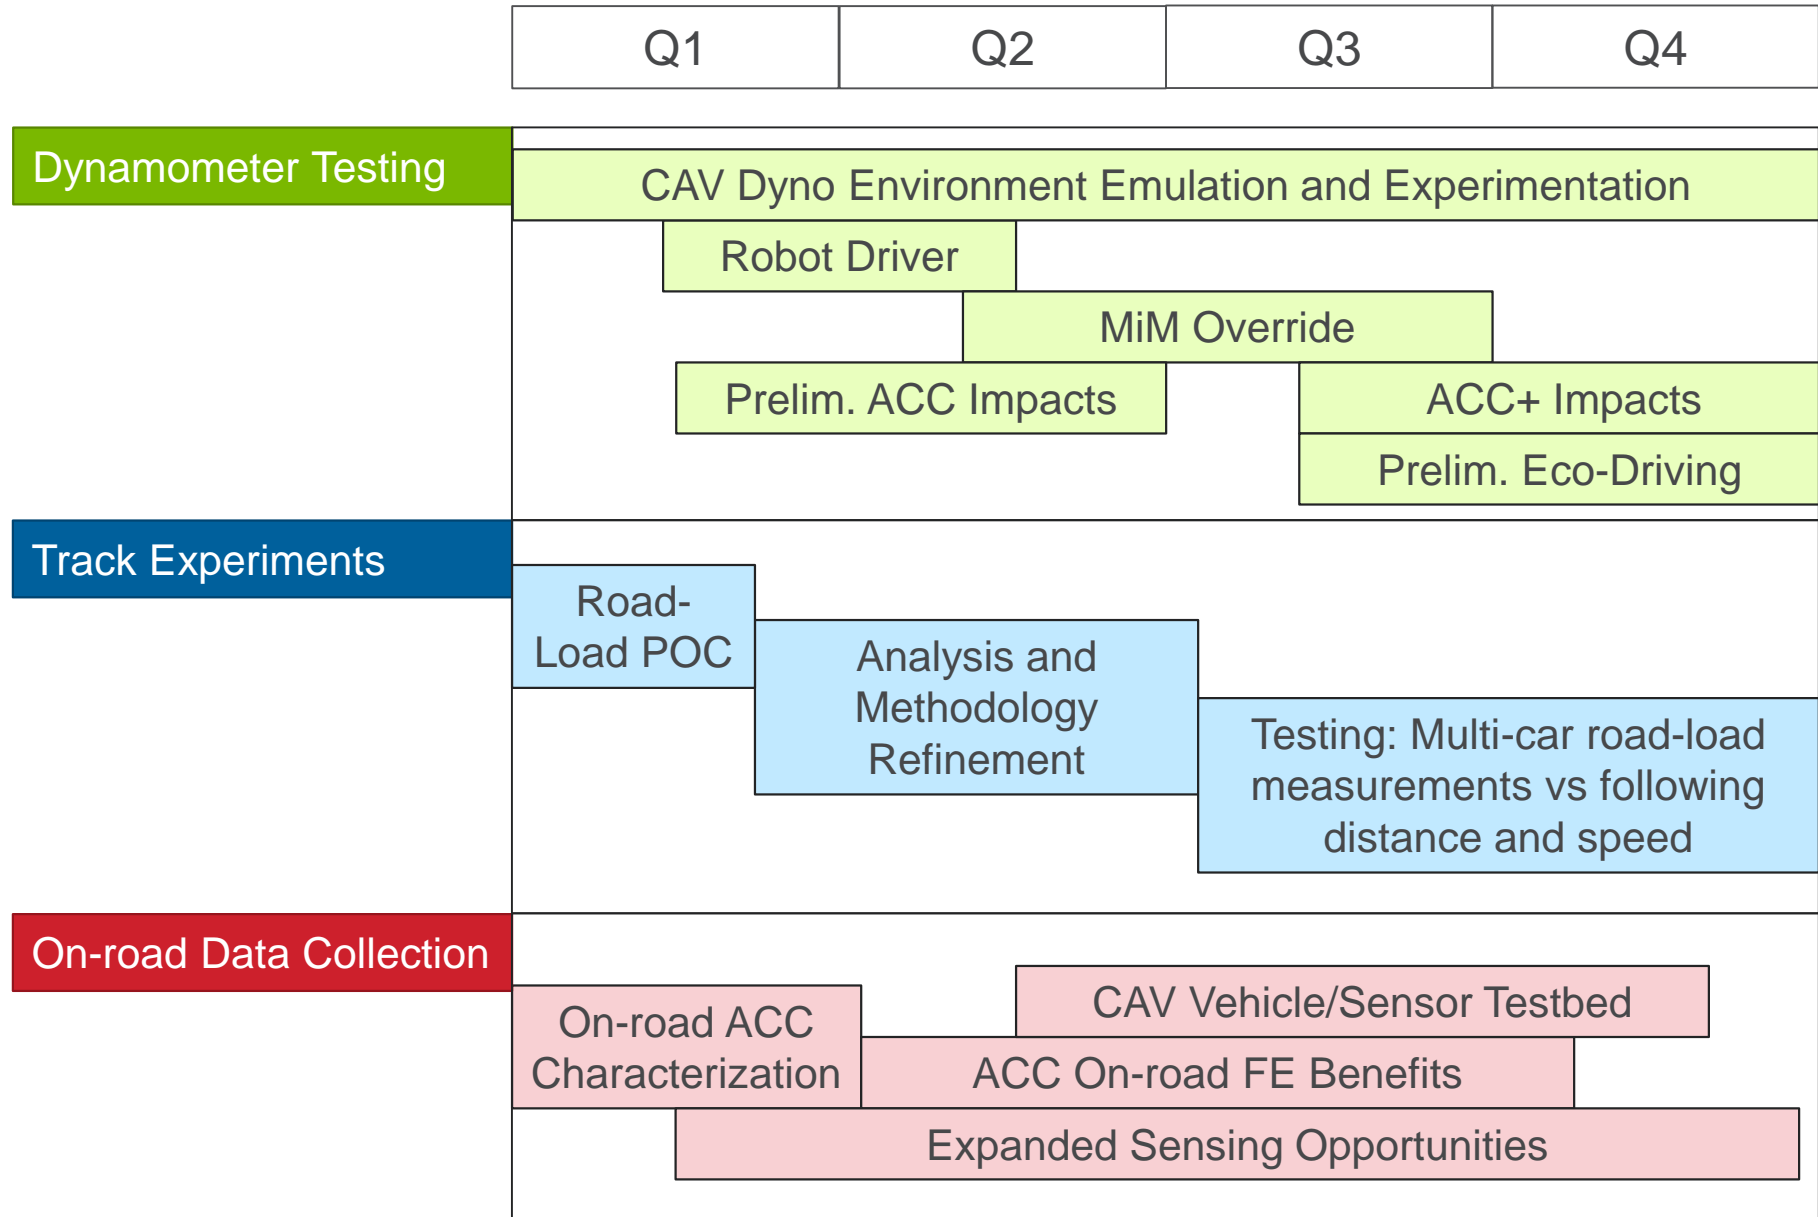 Q1
Q2
Q3
Q4
Dynamometer Testing
CAV Dyno Environment Emulation and Experimentation
Robot Driver
MiM Override
Prelim. ACC Impacts
ACC+ Impacts
Prelim. Eco-Driving
Track Experiments
Road-
Load POC
Analysis and
Methodology
Refinement
Testing: Multi-car road-load
measurements vs following
distance and speed
On-road Data Collection
CAV Vehicle/Sensor Testbed
On-road ACC
Characterization
ACC On-road FE Benefits
Expanded Sensing Opportunities